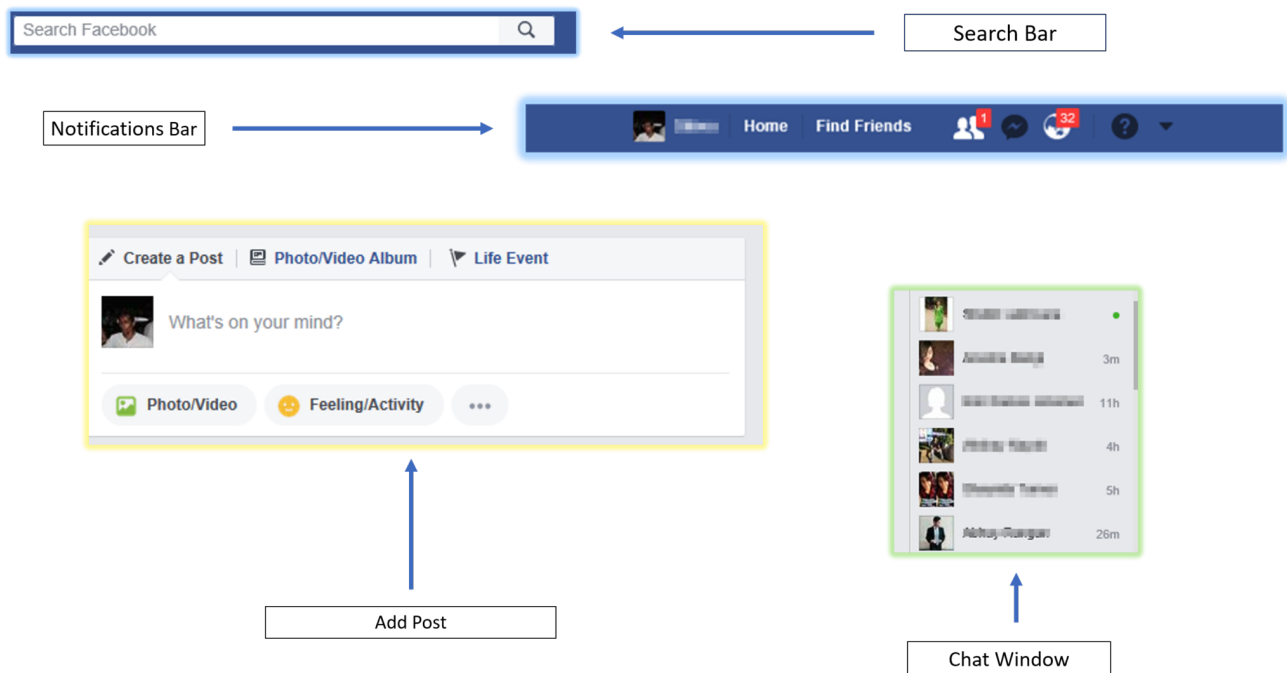 Search Facebook
Search Bar
Notifications Bar
Home
Find Friends
1
32
?
Create a Post
Photo/Video Album
Life Event
What's on your mind?
Photo/Video
Feeling/Activity
3m
11h
4h
5h
26m
Add Post
Chat Window